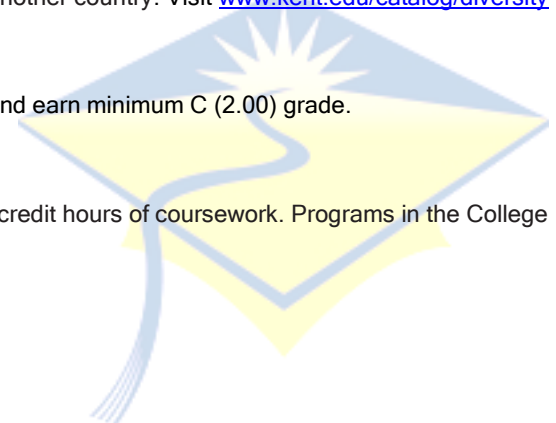 nother country. Visit www.kent.edu/catalog/diversity
nd earn minimum C (2.00) grade.
credit hours of coursework. Programs in the College